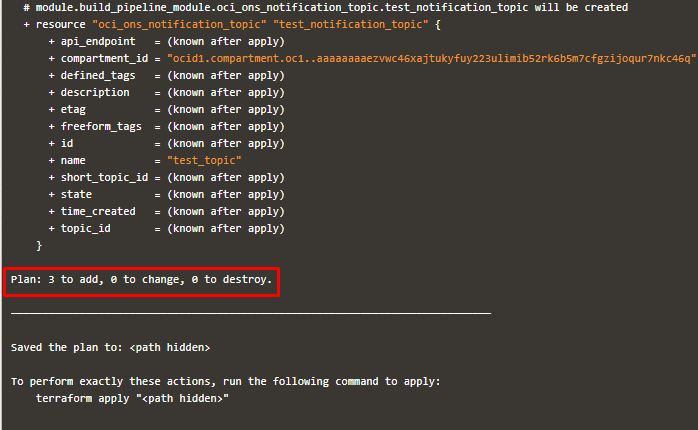 # module.build_pipeline_module.oci_ons_notification_topic.test_notification_topic will be created
+ resource "oci_ons_notification_topic" "test_notification_topic" {
+ api_endpoint = (known after apply)
+ compartment_id = "ocid1.compartment.oc1..aaaaaaaaezvwc46xajtukyfuy223ulimib52rk6b5m7cfgzijoqur7nkc46q"
+ defined_tags = (known after apply)
+ description = (known after apply)
+ etag = (known after apply)
+ freeform_tags = (known after apply)
+ id = (known after apply)
+ name = "test_topic"
+ short_topic_id = (known after apply)
+ state = (known after apply)
+ time_created = (known after apply)
+ topic_id = (known after apply)
}
Plan: 3 to add, 0 to change, 0 to destroy.
Saved the plan to: <path hidden>
To perform exactly these actions, run the following command to apply:
terraform apply "<path hidden>"